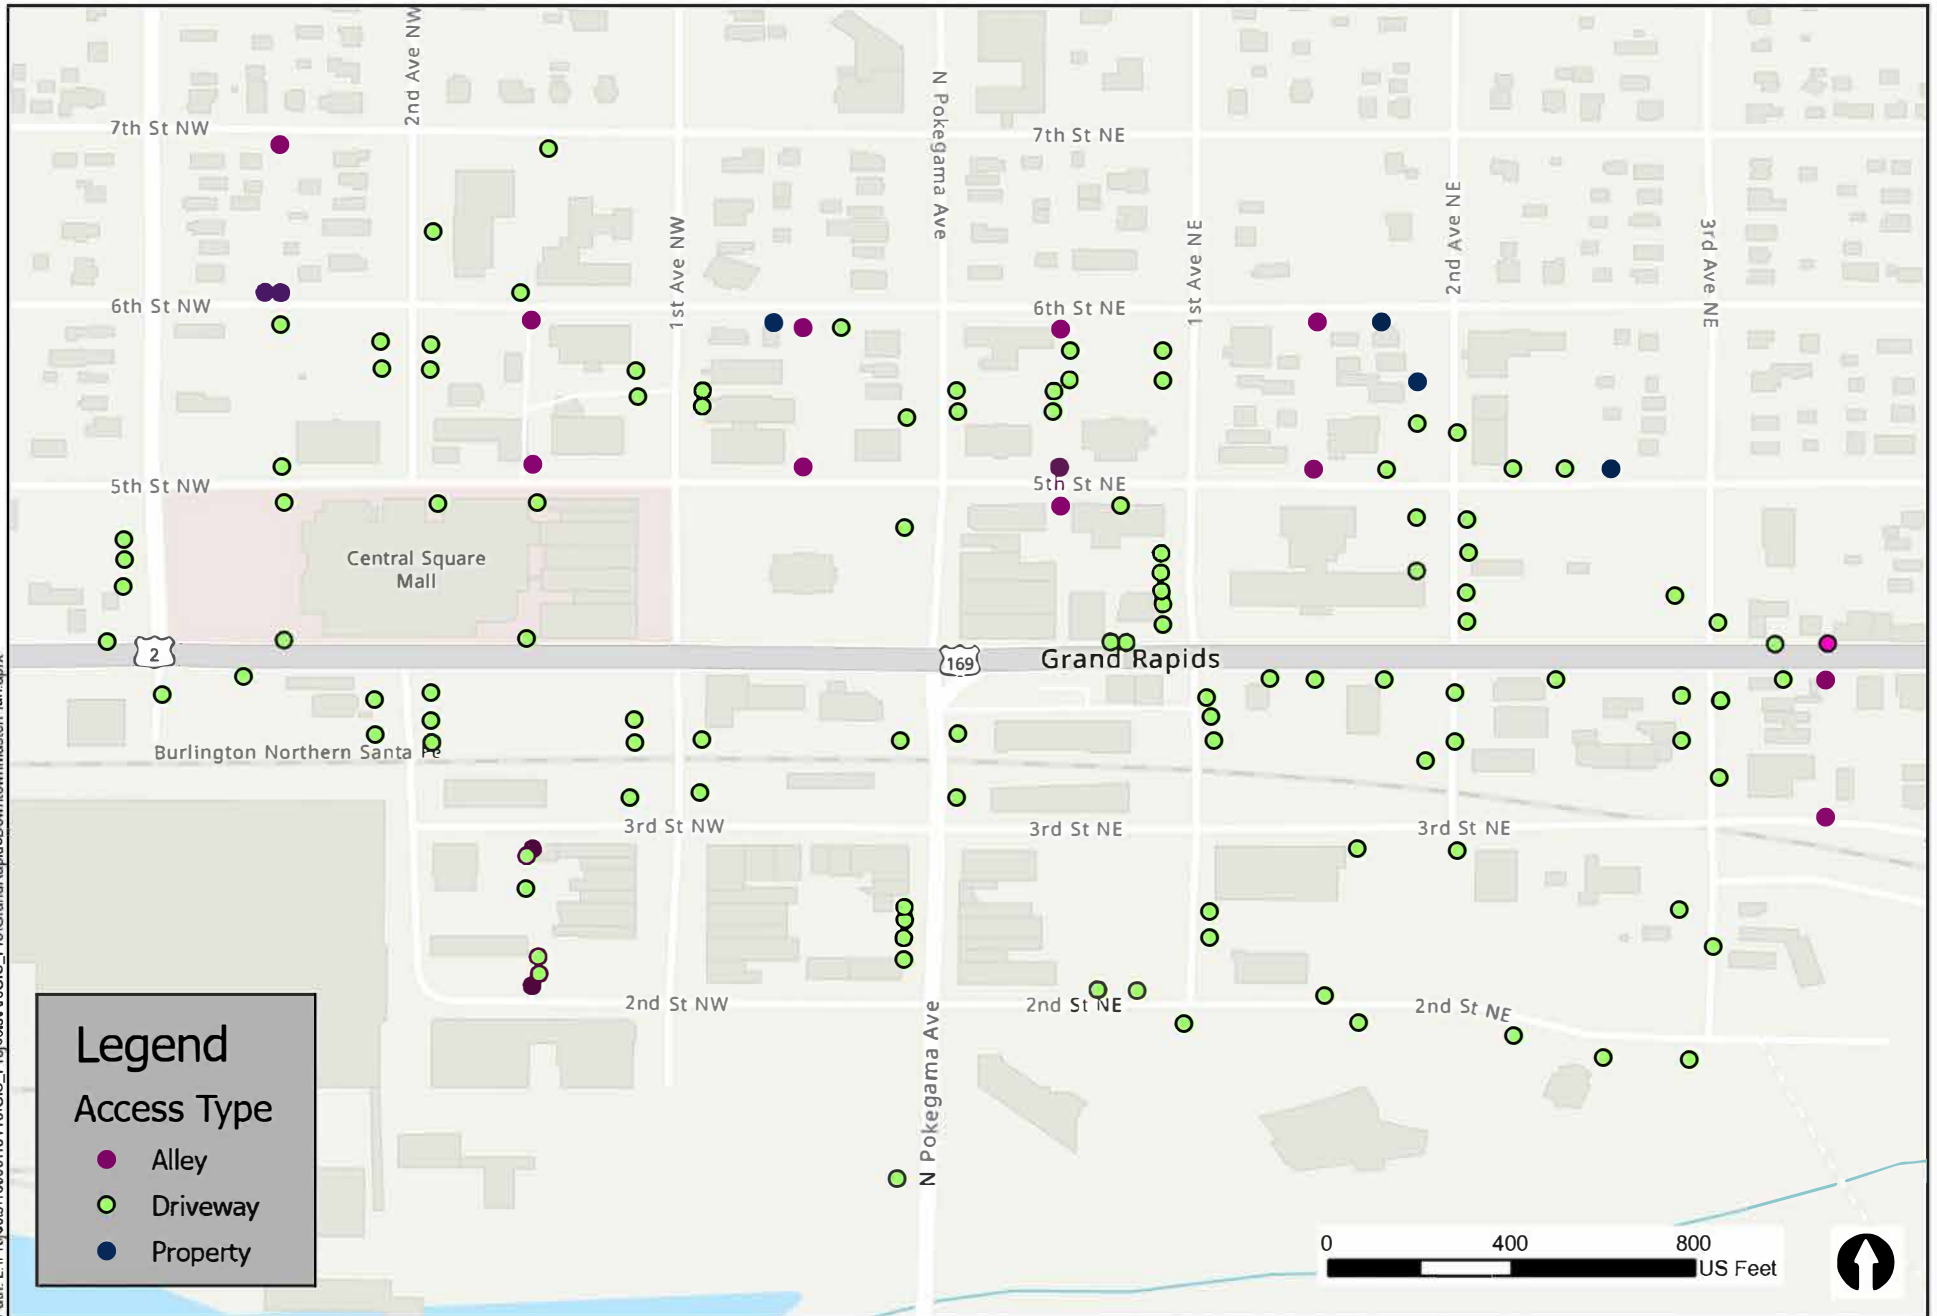 2nd Ave NW
N Pokegama Ave
7th St NW
7th St NE
2nd Ave NE
1st Ave NW
1st Ave NE
3rd Ave NE
6th St NW
6th St NE
5th St NW
5th St NE
Central Square
Mall
2
169
Grand Rapids
Burlington Northern Santa Fe
3rd St NW
3rd St NE
3rd St NE
2nd St NW
2nd St NE
2nd St NE
N Pokegama Ave
Legend
Access Type
Alley
Driveway
Property
0 400 800
US Feet